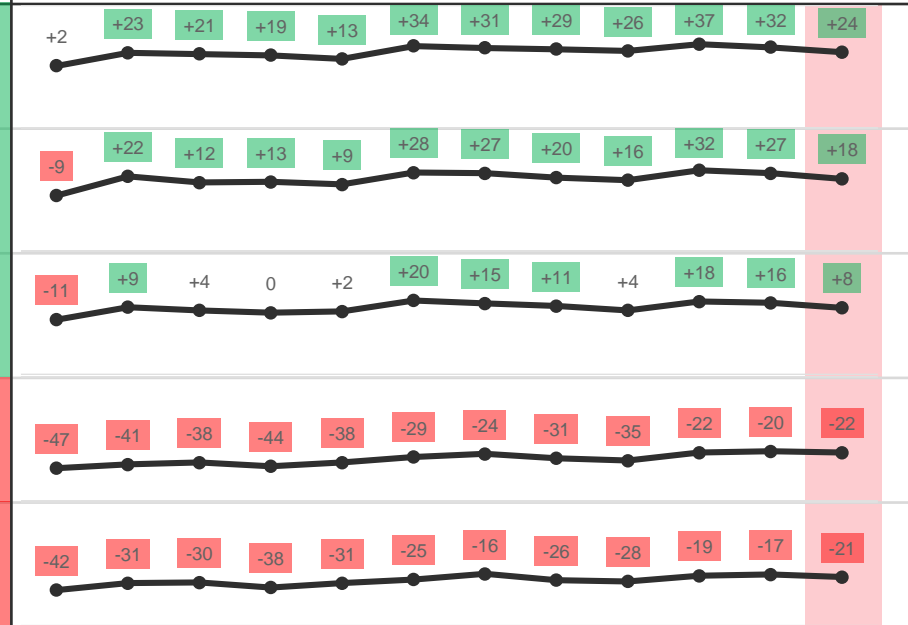 +2 +23 +21 +19 +13 +34 +31 +29 +26 +37 +32 +24
-9 +22 +12 +13 +9 +28 +27 +20 +16 +32 +27 +18
-11 +9 +4 0 +2 +20 +15 +11 +4 +18 +16 +8
-47 -41 -38 -44 -38 -29 -24 -31 -35 -22 -20 -22
-42 -31 -30 -38 -31 -25 -16 -26 -28 -19 -17 -21